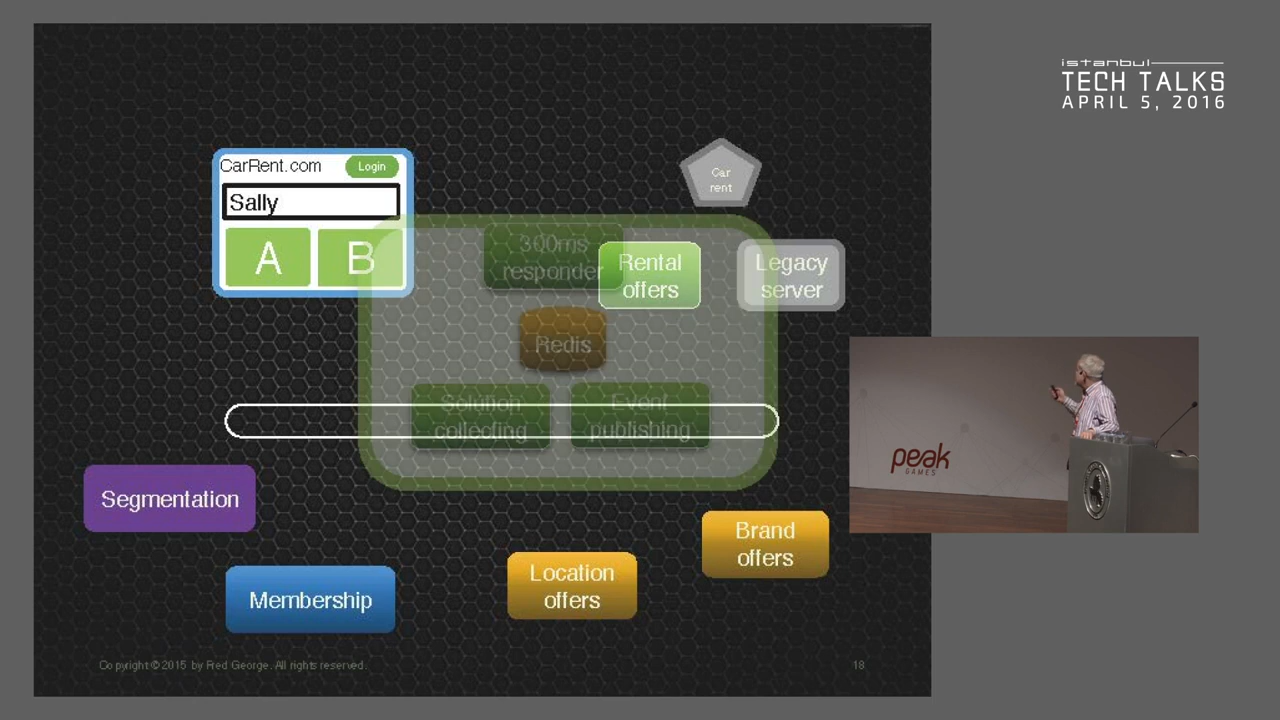 istanbul
TECH TALKS
APRIL 5, 2016
CarRent.com
Login
Sally
A
B
Car
rent
300ms
responder
Rental
offers
Legacy
server
Redis
Solution
collecting
Event
publishing
Segmentation
Membership
Location
offers
Brand
offers
peak
GAMES
Copyright © 2015 by Fred George. All rights reserved.
18